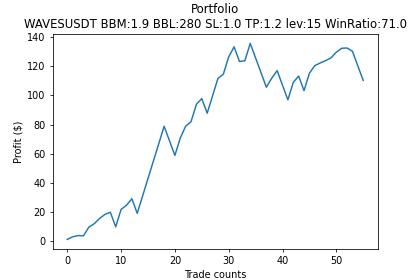 Portfolio
WAVESUSDT BBM:1.9 BBL:280 SL:1.0 TP:1.2 lev:15 WinRatio:71.0
140
120
100
80
60
40
20
0
Profit ($)
0 10 20 30 40 50
Trade counts